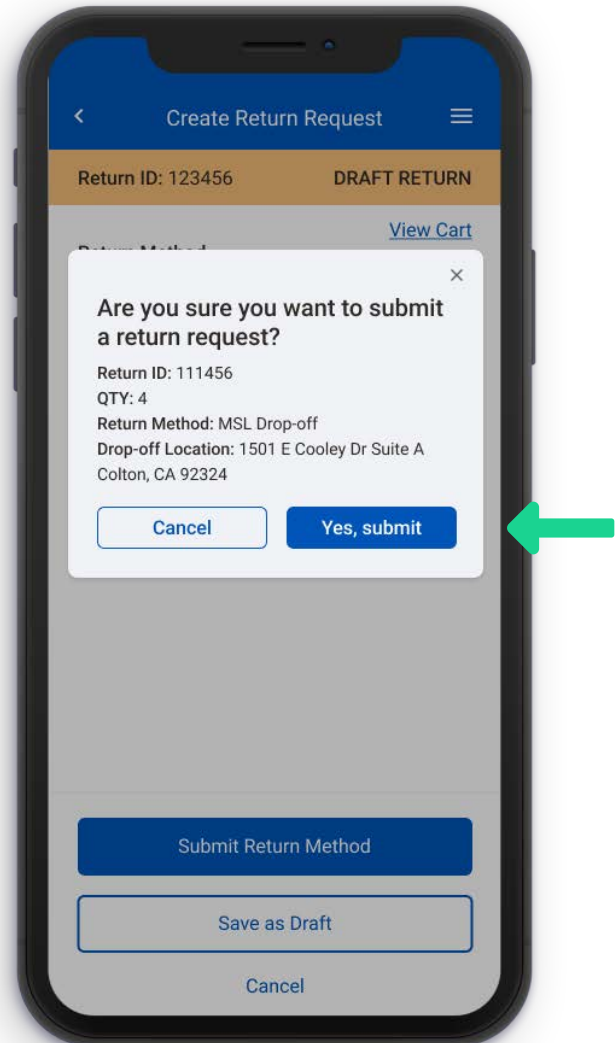 Create Return Request
Return ID: 123456 DRAFT RETURN
View Cart
Return Method
Are you sure you want to submit
a return request?
Return ID: 111456
QTY: 4
Return Method: MSL Drop-off
Drop-off Location: 1501 E Cooley Dr Suite A
Colton, CA 92324
Cancel Yes, submit
Submit Return Method
Save as Draft
Cancel